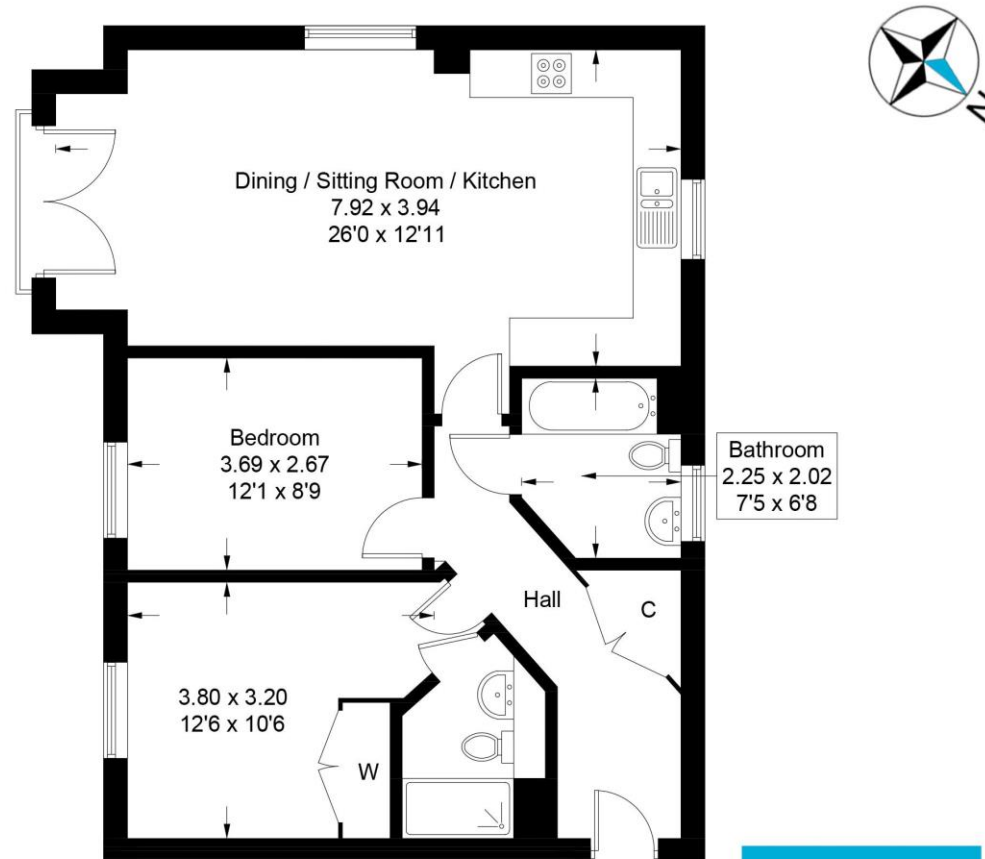 N
Dining / Sitting Room / Kitchen
7.92 x 3.94
26'0 x 12'11
Bedroom
3.69 x 2.67
12'1 x 8'9
Bathroom
2.25 x 2.02
7'5 x 6'8
Hall
C
3.80 x 3.20
12'6 x 10'6
W